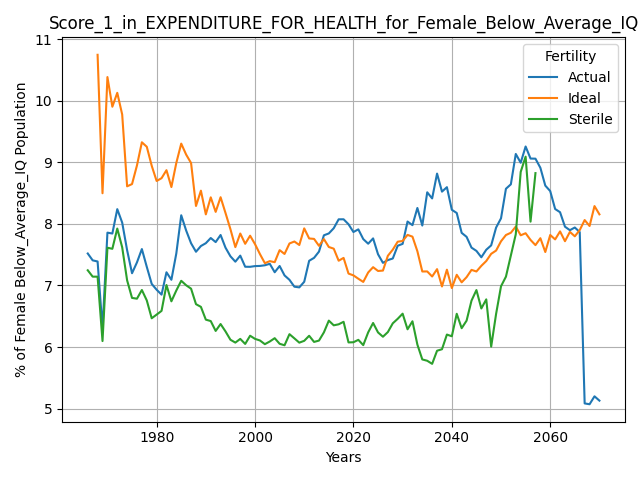 Score_1_in_EXPENDITURE_FOR_HEALTH_for_Female_Below_Average_IQ
11
10
9
8
7
6
5
% of Female Below_Average_IQ Population
Fertility
Actual
Ideal
Sterile
1980
2000
2020
2040
2060
Years